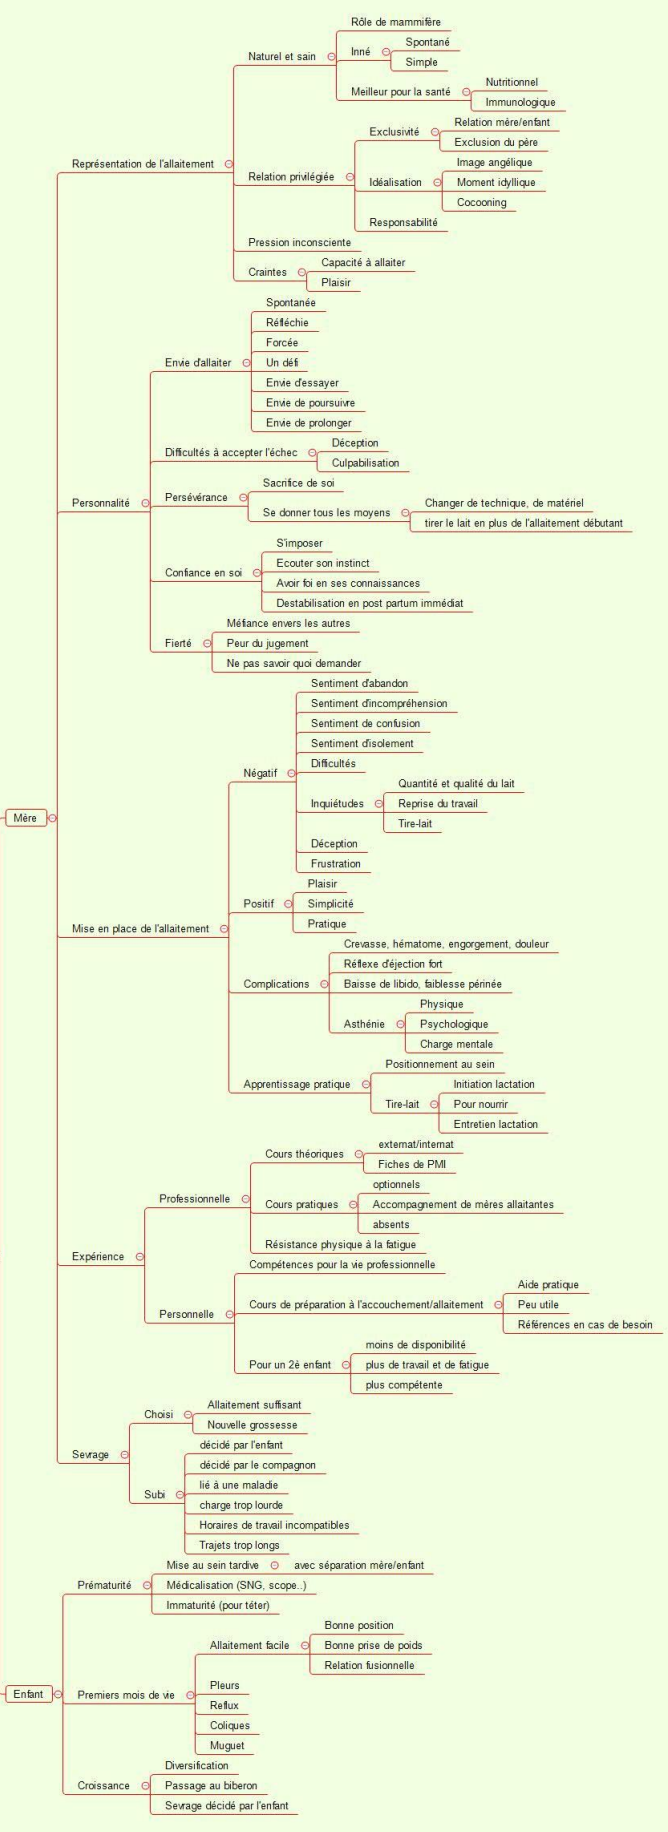 Rôle de mammifère
Spontané
Naturel et sain
Inné
Simple
Nutritionnel
Meilleur pour la santé
Immunologique
Relation mère/enfant
Exclusivité
Exclusion du père
Image angélique
Représentation de l'allaitement
Relation privilégiée
Idéalisation
Moment idyllique
Cocooning
Responsabilité
Pression inconsciente
Capacité à allaiter
Craintes
Plaisir
Spontanée
Réfléchie
Forcée
Envie d'allaiter
Un défi
Envie d'essayer
Envie de poursuivre
Envie de prolonger
Déception
Difficultés à accepter l'échec
Culpabilisation
Sacrifice de soi
Personnalité
Persévérance
Changer de technique, de matériel
Se donner tous les moyens
tirer le lait en plus de l'allaitement débutant
S'imposer
Ecouter son instinct
Confiance en soi
Avoir foi en ses connaissances
Destabilisation en post partum immédiat
Méfiance envers les autres
Fierté
Peur du jugement
Ne pas savoir quoi demander
Sentiment d'abandon
Sentiment d'incompréhension
Sentiment de confusion
Sentiment d'isolement
Négatif
Difficultés
Quantité et qualité du lait
Inquiétudes
Reprise du travail
Mère
Tire-lait
Déception
Frustration
Plaisir
Positif
Simplicité
Pratique
Mise en place de l'allaitement
Crevasse, hématome, engorgement, douleur
Réflexe d'éjection fort
Complications
Baisse de libido, faiblesse périnée
Physique
Asthénie
Psychologique
Charge mentale
Positionnement au sein
Apprentissage pratique
Initiation lactation
Tire-lait
Pour nourrir
Entretien lactation
externat/internat
Cours théoriques
Fiches de PMI
optionnels
Professionnelle
Cours pratiques
Accompagnement de mères allaitantes
absents
Résistance physique à la fatigue
Expérience
Compétences pour la vie professionnelle
Aide pratique
Personnelle
Cours de préparation à l'accouchement/allaitement
Peu utile
Références en cas de besoin
moins de disponibilité
Pour un 2è enfant
plus de travail et de fatigue
plus compétente
Allaitement suffisant
Choisi
Nouvelle grossesse
Sevrage
décidé par l'enfant
décidé par le compagnon
lié à une maladie
Subi
charge trop lourde
Horaires de travail incompatibles
Trajets trop longs
Mise au sein tardive
avec séparation mère/enfant
Prématurité
Médicalisation (SNG, scope..)
Immaturité (pour téter)
Bonne position
Allaitement facile
Bonne prise de poids
Relation fusionnelle
Enfant
Premiers mois de vie
Pleurs
Reflux
Coliques
Muguet
Diversification
Croissance
Passage au biberon
Sevrage décidé par l'enfant